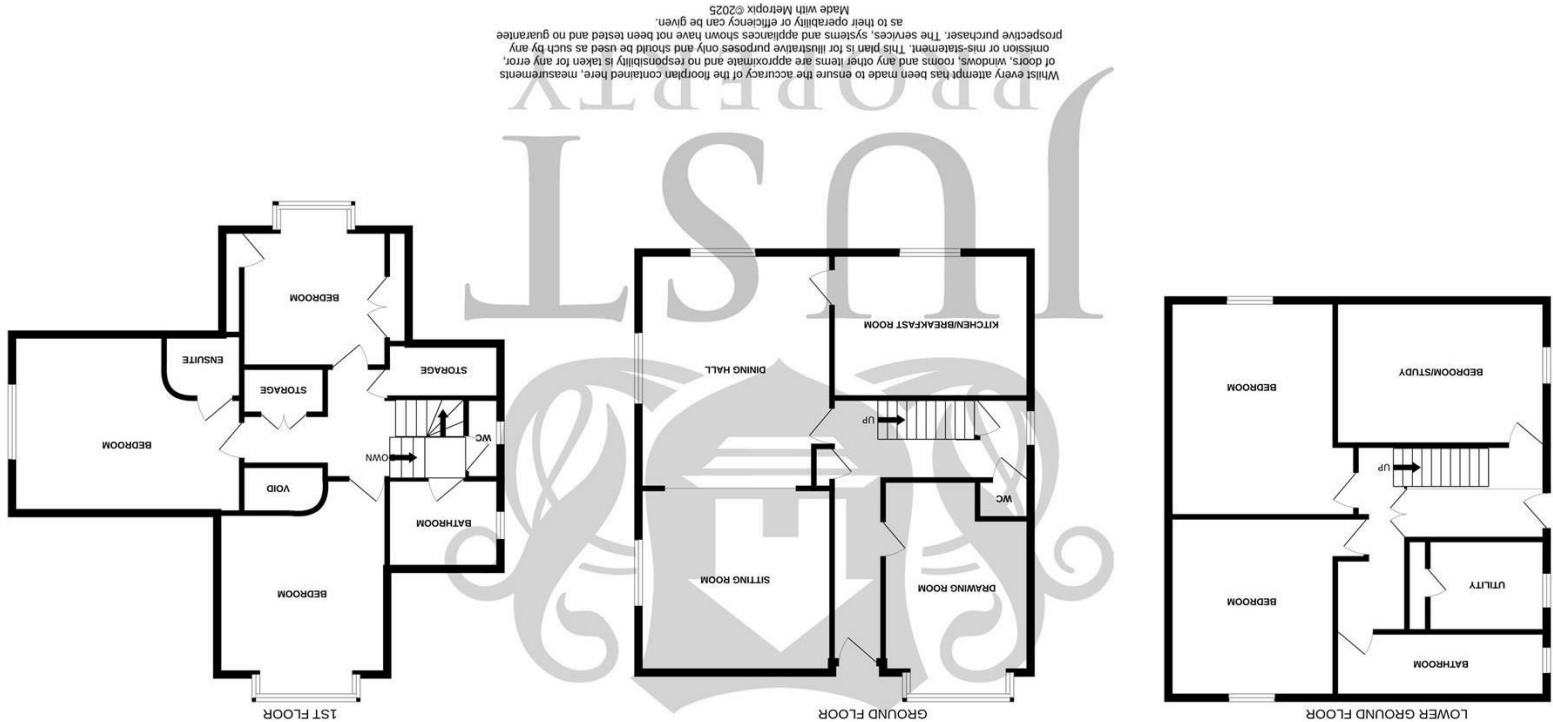 LOWER GROUND FLOOR
BATHROOM
UTILITY
BEDROOM
UP
BEDROOM/STUDY
BEDROOM
GROUND FLOOR
DRAWING ROOM
SITTING ROOM
WC
UP
DINING HALL
KITCHEN/BREAKFAST ROOM
1ST FLOOR
BEDROOM
BATHROOM
VOID
DOWN
WC
BEDROOM
STORAGE
STORAGE
ENSUITE
BEDROOM
JUST
PROPERTY
Whilst every attempt has been made to ensure the accuracy of the floorplan contained here, measurements
of doors, windows, rooms and any other items are approximate and no responsibility is taken for any error,
omission or mis-statement. This plan is for illustrative purposes only and should be used as such by any
prospective purchaser. The services, systems and appliances shown have not been tested and no guarantee
as to their operability or efficiency can be given.
Made with Metropix ©2025